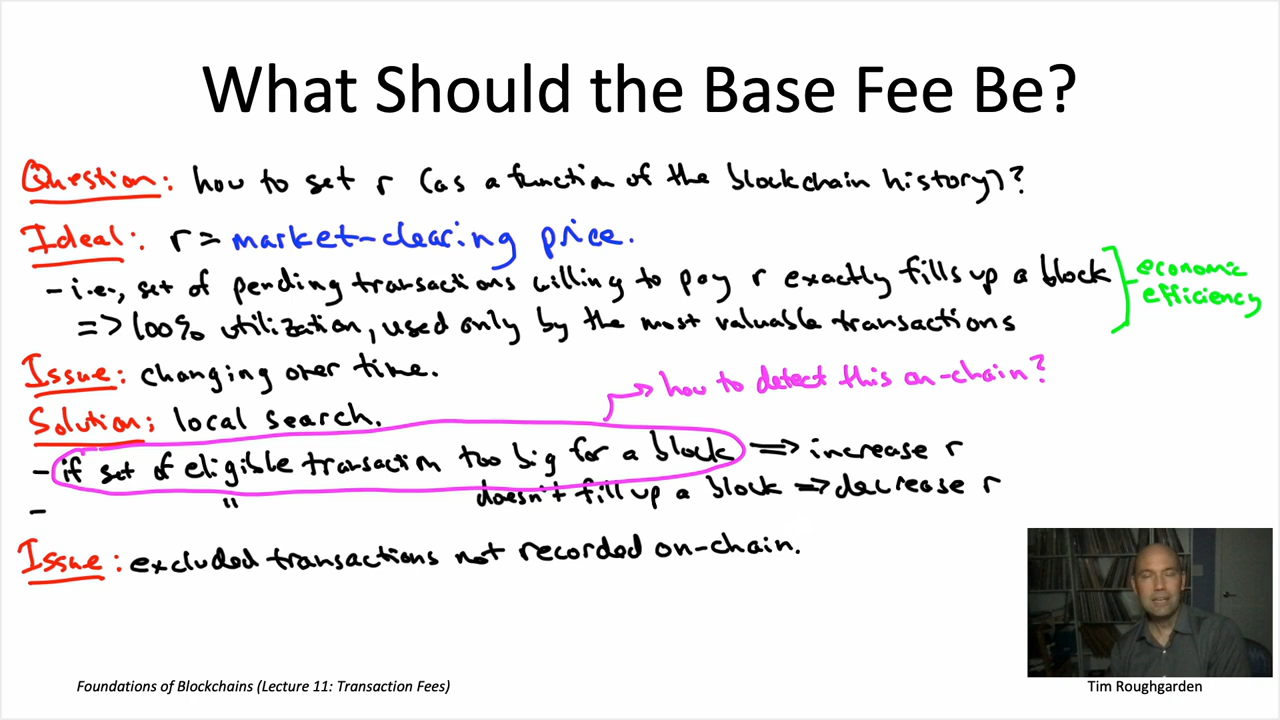 What Should the Base Fee Be?
Question: how to set r (as a function of the blockchain history)?
Ideal: r = market-clearing price.
- i.e., set of pending transactions willing to pay r exactly fills up a block
=> 100% utilization, used only by the most valuable transactions
economic
efficiency
Issue: changing over time.
how to detect this on-chain?
Solution: local search.
- if set of eligible transaction too big for a block => increase r
- " doesn't fill up a block => decrease r
Issue: excluded transactions not recorded on-chain.
Foundations of Blockchains (Lecture 11: Transaction Fees)
Tim Roughgarden